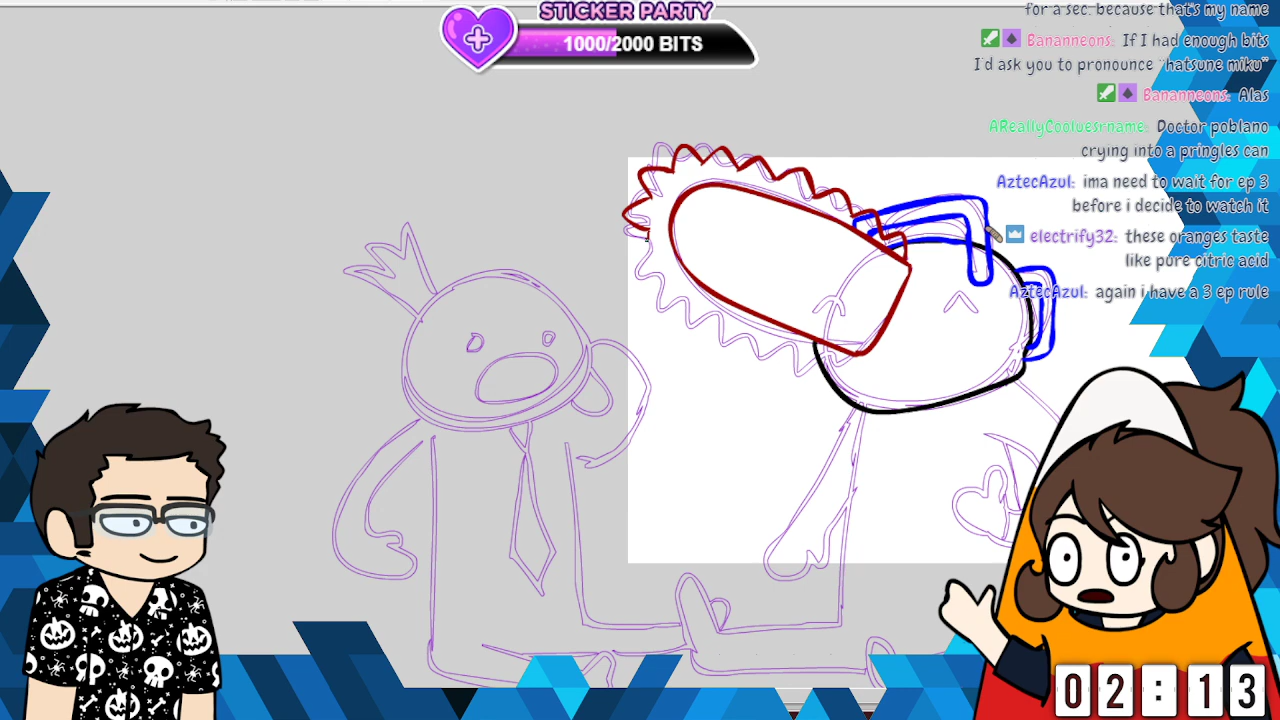 STICKER PARTY
1000/2000 BITS
for a sec. because that's my name
Bananneons: If I had enough bits
I'd ask you to pronounce "hatsune miku"
Bananneons: Alas
AReallyCooluesrname: Doctor poblano
crying into a pringles can
AztecAzul: ima need to wait for ep 3
before i decide to watch it
electrify32: these oranges taste
like pure citric acid
AztecAzul: again i have a 3 ep rule
02:13